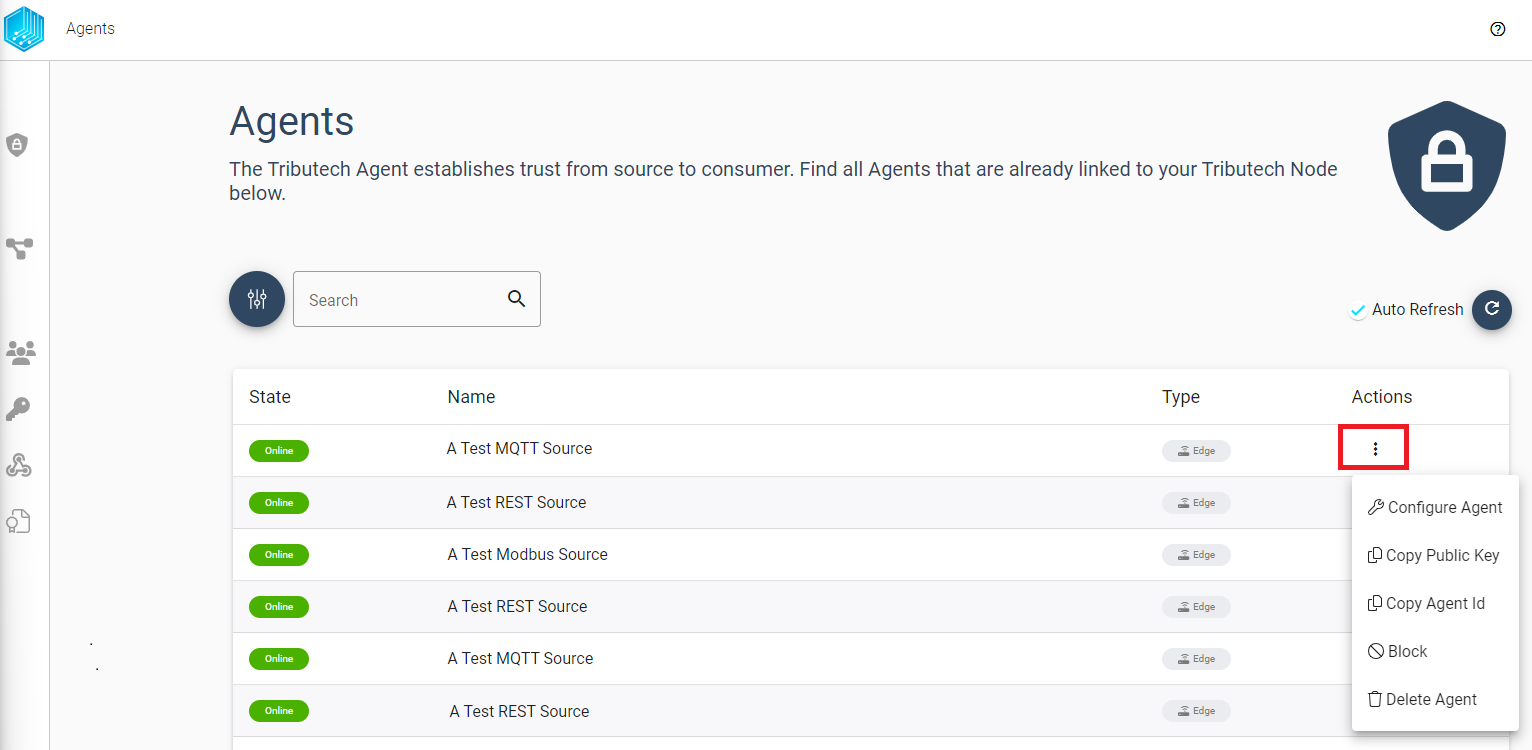 Agents
Agents
The Tributech Agent establishes trust from source to consumer. Find all Agents that are already linked to your Tributech Node
below.
Search
Auto Refresh
State Name Type Actions
Online A Test MQTT Source Edge
Online A Test REST Source Edge
Configure Agent
Online A Test Modbus Source Edge
Copy Public Key
Online A Test REST Source Edge
Copy Agent Id
Online A Test MQTT Source Edge
Block
Online A Test REST Source Edge
Delete Agent